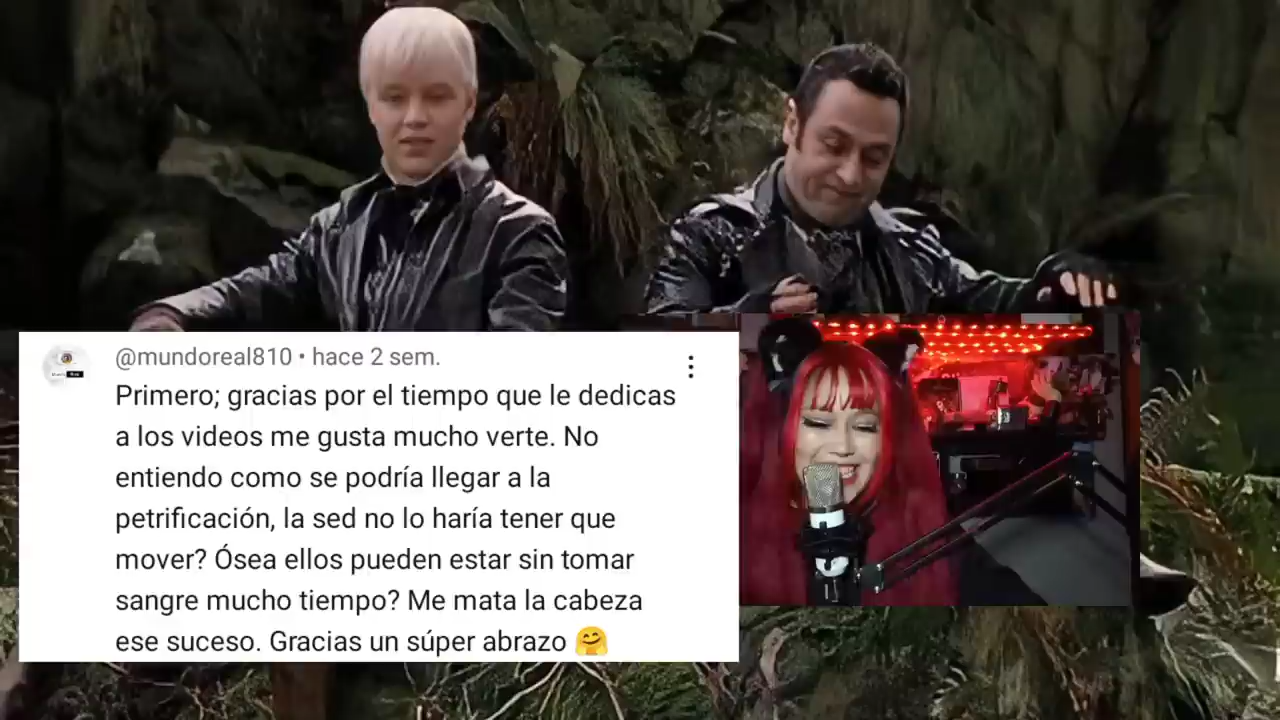 @mundoreal810 • hace 2 sem.
Primero; gracias por el tiempo que le dedicas
a los videos me gusta mucho verte. No
entiendo como se podría llegar a la
petrificación, la sed no lo haría tener que
mover? Ósea ellos pueden estar sin tomar
sangre mucho tiempo? Me mata la cabeza
ese suceso. Gracias un súper abrazo 🤗